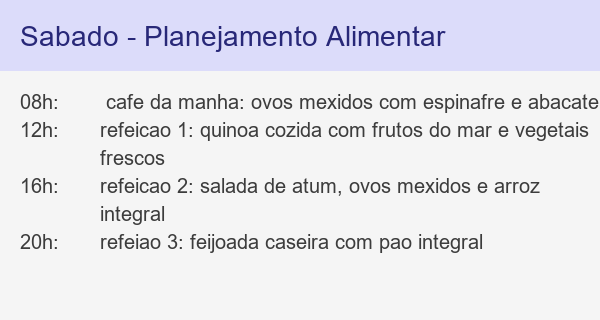 Sabado - Planejamento Alimentar
08h: cafe da manha: ovos mexidos com espinafre e abacate
12h: refeicao 1: quinoa cozida com frutos do mar e vegetais
frescos
16h: refeicao 2: salada de atum, ovos mexidos e arroz
integral
20h: refeiao 3: feijoada caseira com pao integral